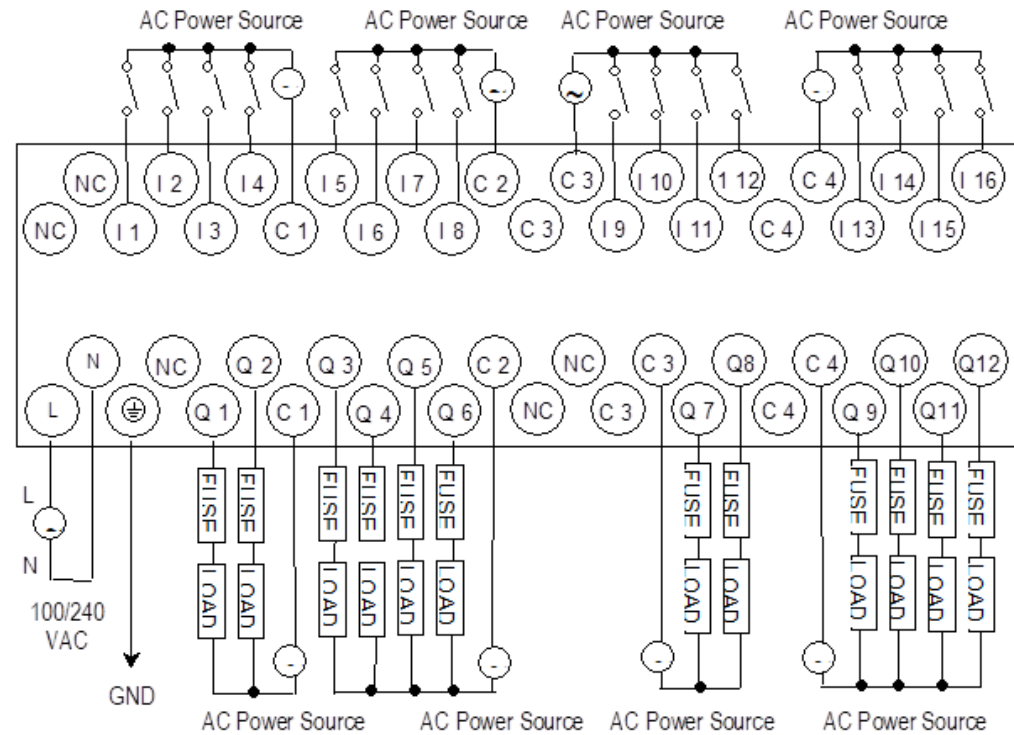 AC Power Source AC Power Source AC Power Source AC Power Source
NC I 2 I 4 I 5 I 7 C 2 C 3 I 10 1 12 C 4 I 14 I 16
NC I 1 I 3 C 1 I 6 I 8 C 3 I 9 I 11 C 4 I 13 I 15
N NC Q 2 Q 3 Q 5 C 2 NC C 3 Q8 C 4 Q10 Q12
L Q 1 C 1 Q 4 Q 6 NC C 3 Q 7 C 4 Q 9 Q11
FUSE FUSE FUSE FUSE FUSE FUSE FUSE FUSE FUSE FUSE FUSE FUSE
L
N
LOAD LOAD LOAD LOAD LOAD LOAD LOAD LOAD LOAD LOAD LOAD LOAD
100/240
VAC
GND
AC Power Source AC Power Source AC Power Source AC Power Source